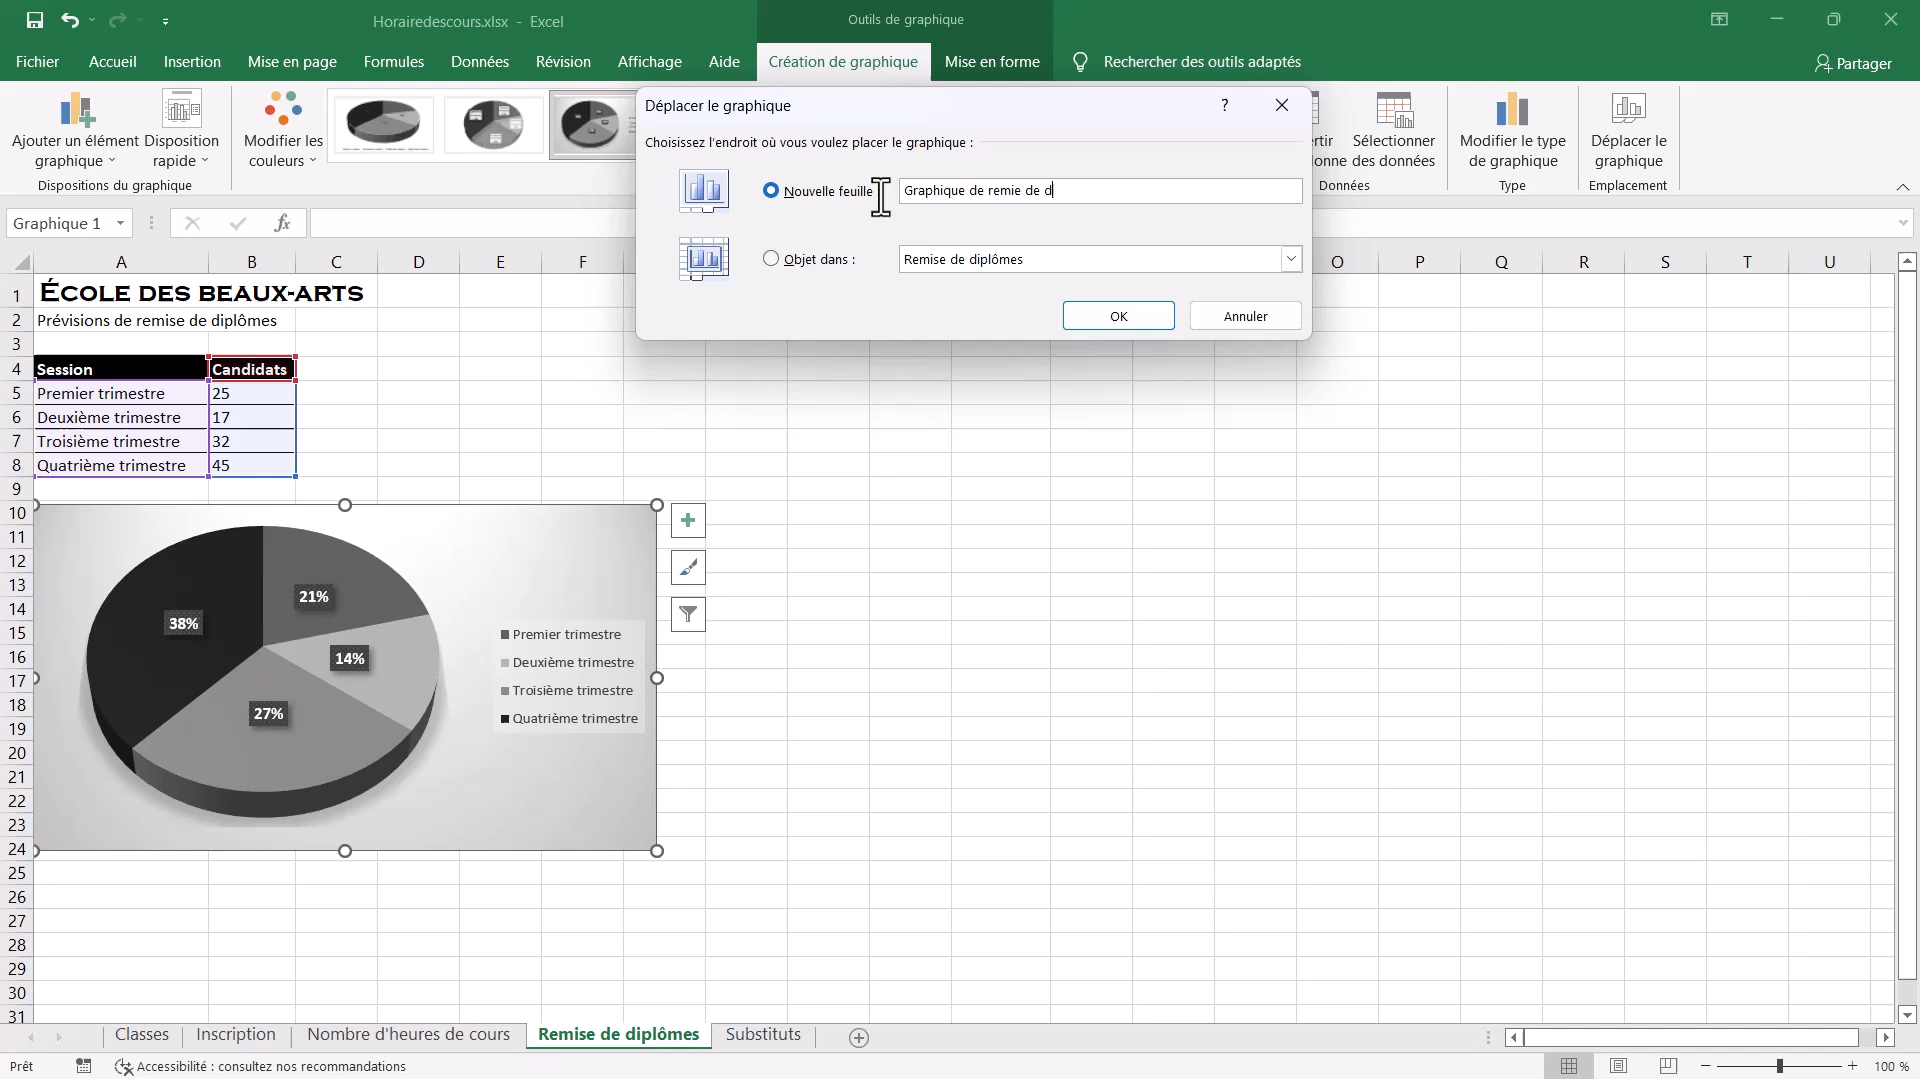 Horairedescours.xlsx - Excel
Outils de graphique
Fichier
Accueil
Insertion
Mise en page
Formules
Données
Révision
Affichage
Aide
Création de graphique
Mise en forme
Rechercher des outils adaptés
Partager
Ajouter un élément
graphique
Disposition
rapide
Dispositions du graphique
Modifier les
couleurs
Sélectionner
des données
Données
Modifier le type
de graphique
Type
Déplacer le
graphique
Emplacement
rtir
onne
Déplacer le graphique
?
Choisissez l'endroit où vous voulez placer le graphique :
Nouvelle feuille
Graphique de remie de d
Objet dans :
Remise de diplômes
OK
Annuler
Graphique 1
fx
A B C D E F O P Q R S T U
1 École des beaux-arts
2 Prévisions de remise de diplômes
3
4 Session Candidats
5 Premier trimestre 25
6 Deuxième trimestre 17
7 Troisième trimestre 32
8 Quatrième trimestre 45
9
10
11
12
13
14
15
16
17
18
19
20
21
22
23
24
25
26
27
28
29
30
31
21%
38%
14%
27%
Premier trimestre
Deuxième trimestre
Troisième trimestre
Quatrième trimestre
Classes
Inscription
Nombre d'heures de cours
Remise de diplômes
Substituts
Prêt
Accessibilité : consultez nos recommandations
100 %